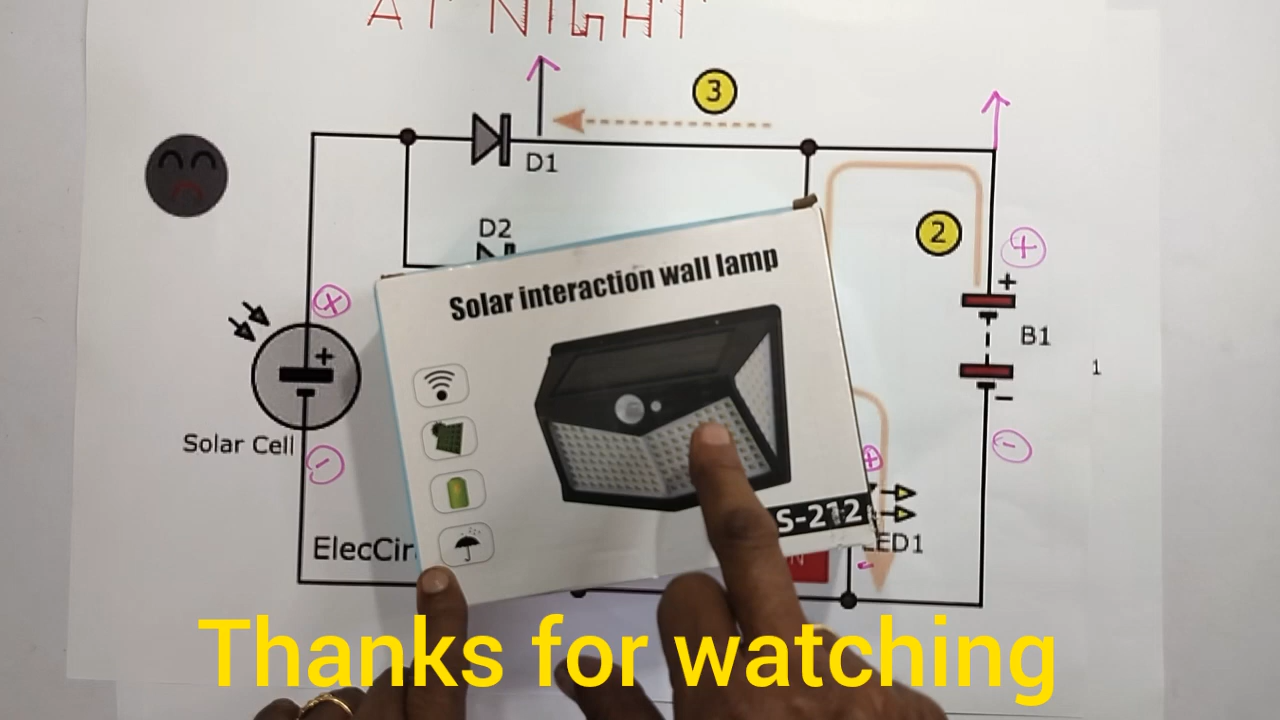 AT NIGHT
3
D1
D2
2
+
+
+
+
B1
1
Solar interaction wall lamp
Solar Cell
-
-
-
+
S-212
ElecCir
ED1
-
N
Thanks for watching